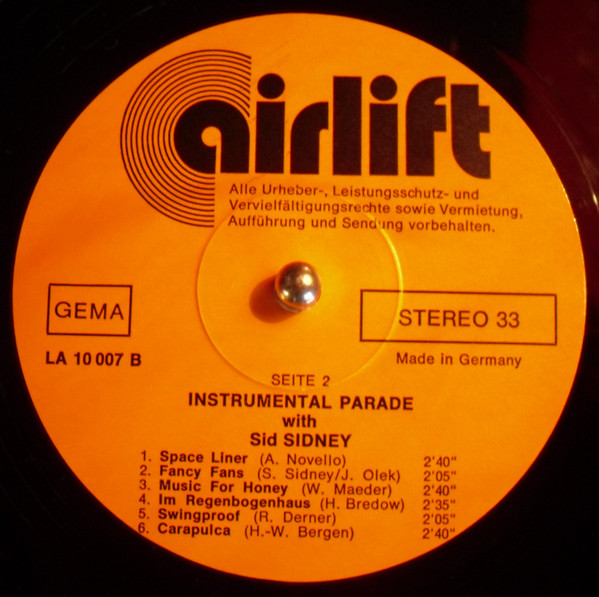 airlift
Alle Urheber-, Leistungsschutz- und
Vervielfältigungsrechte sowie Vermietung,
Aufführung und Sendung vorbehalten.
GEMA
STEREO 33
LA 10 007 B
Made in Germany
SEITE 2
INSTRUMENTAL PARADE
with
Sid SIDNEY
1. Space Liner (A. Novello) 2'40"
2. Fancy Fans (S. Sidney/J. Olek) 2'05"
3. Music For Honey (W. Maeder) 2'40"
4. Im Regenbogenhaus (H. Bredow) 2'35"
5. Swingproof (R. Derner) 2'05"
6. Carapulca (H.-W. Bergen) 2'40"